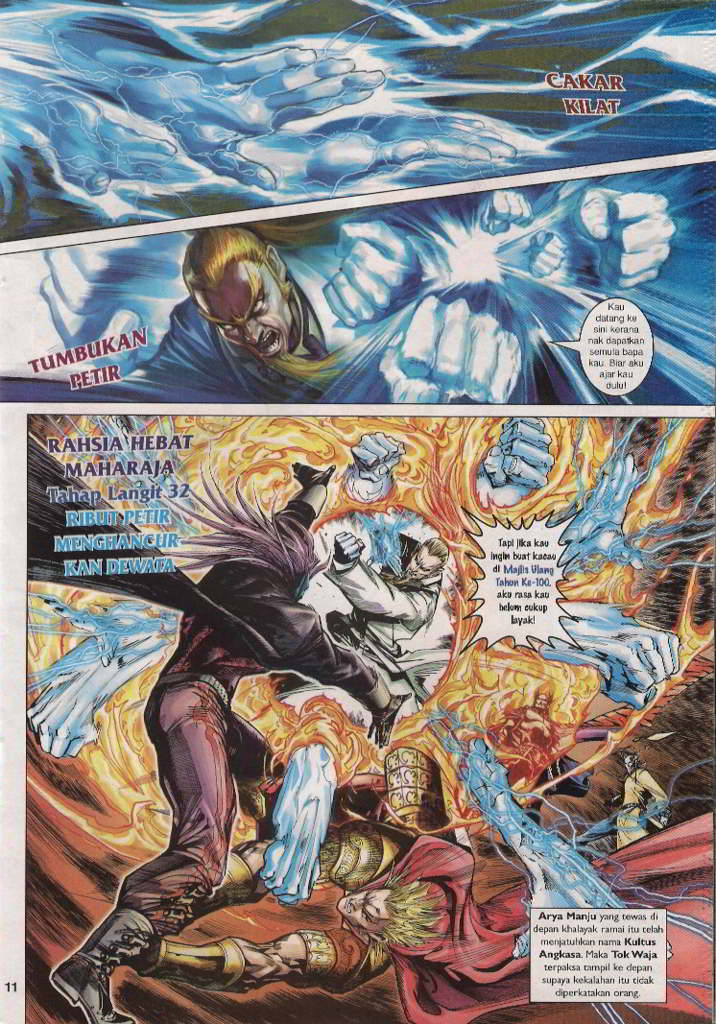 CAKAR
KILAT
TUMBUKAN
PETIR
Kau
datang ke
sini kerana
nak dapatkan
semula bapa
kau. Biar aku
ajar kau
dulu!
RAHSIA HEBAT
MAHARAJA
Tahap Langit 32
RIBUT PETIR
MENGHANCUR-
KAN DEWATA
Tapi jika kau
ingin buat kacau
di Majlis Ulang
Tahun Ke-100,
aku rasa kau
belum cukup
layak!
Arya Manju yang tewas di
depan khalayak ramai itu telah
menjatuhkan nama Kultus
Angkasa. Maka Tok Waja
terpaksa tampil ke depan
supaya kekalahan itu tidak
diperkatakan orang.
11